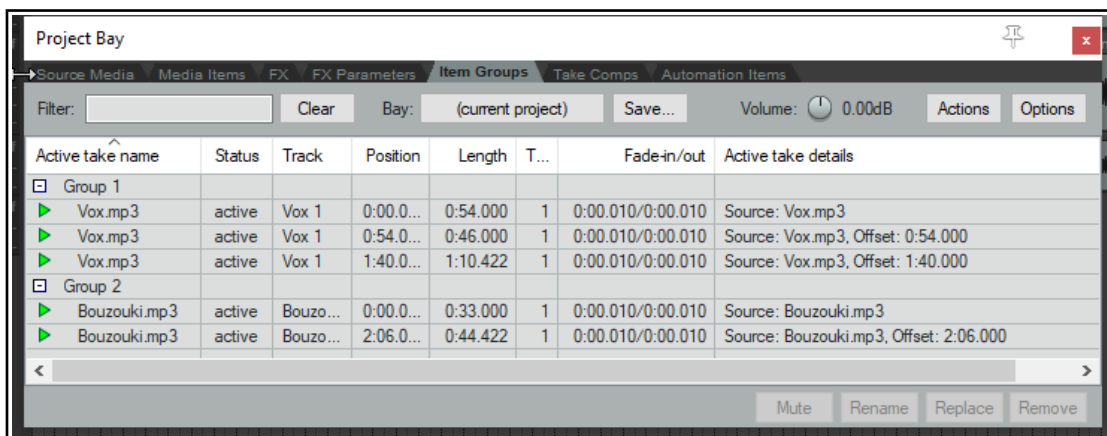 Project Bay
Source Media Media Items FX FX Parameters Item Groups Take Comps Automation Items
Filter: Clear Bay: (current project) Save... Volume: 0.00dB Actions Options
Active take name Status Track Position Length T... Fade-in/out Active take details
Group 1
Vox.mp3 active Vox 1 0:00.0... 0:54.000 1 0:00.010/0:00.010 Source: Vox.mp3
Vox.mp3 active Vox 1 0:54.0... 0:46.000 1 0:00.010/0:00.010 Source: Vox.mp3, Offset: 0:54.000
Vox.mp3 active Vox 1 1:40.0... 1:10.422 1 0:00.010/0:00.010 Source: Vox.mp3, Offset: 1:40.000
Group 2
Bouzouki.mp3 active Bouzo... 0:00.0... 0:33.000 1 0:00.010/0:00.010 Source: Bouzouki.mp3
Bouzouki.mp3 active Bouzo... 2:06.0... 0:44.422 1 0:00.010/0:00.010 Source: Bouzouki.mp3, Offset: 2:06.000
Mute Rename Replace Remove